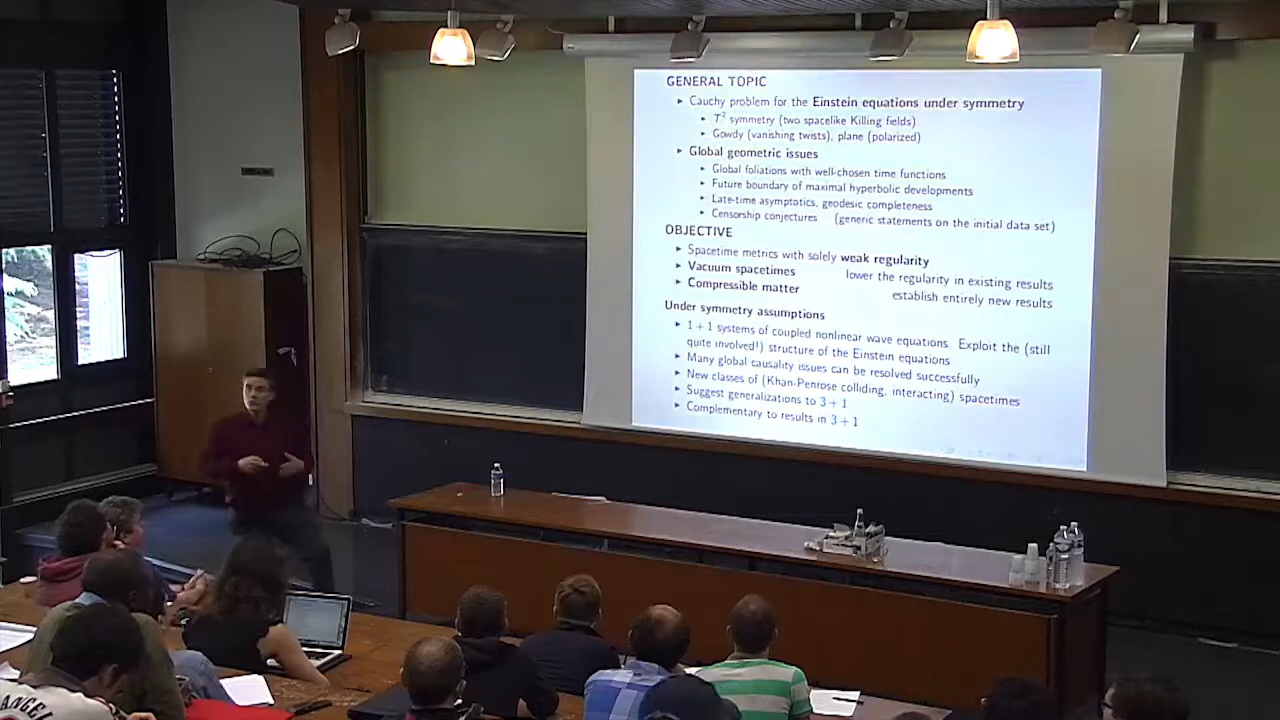 GENERAL TOPIC
▸ Cauchy problem for the Einstein equations under symmetry
▸ T² symmetry (two spacelike Killing fields)
▸ Gowdy (vanishing twists), plane (polarized)
▸ Global geometric issues
▸ Global foliations with well-chosen time functions
▸ Future boundary of maximal hyperbolic developments
▸ Late-time asymptotics, geodesic completeness
▸ Censorship conjectures (generic statements on the initial data set)
OBJECTIVE
▸ Spacetime metrics with solely weak regularity
▸ Vacuum spacetimes lower the regularity in existing results
▸ Compressible matter establish entirely new results
Under symmetry assumptions
▸ 1 + 1 systems of coupled nonlinear wave equations. Exploit the (still
quite involved!) structure of the Einstein equations
▸ Many global causality issues can be resolved successfully
▸ New classes of (Khan-Penrose colliding, interacting) spacetimes
▸ Suggest generalizations to 3 + 1
▸ Complementary to results in 3 + 1
ANGE